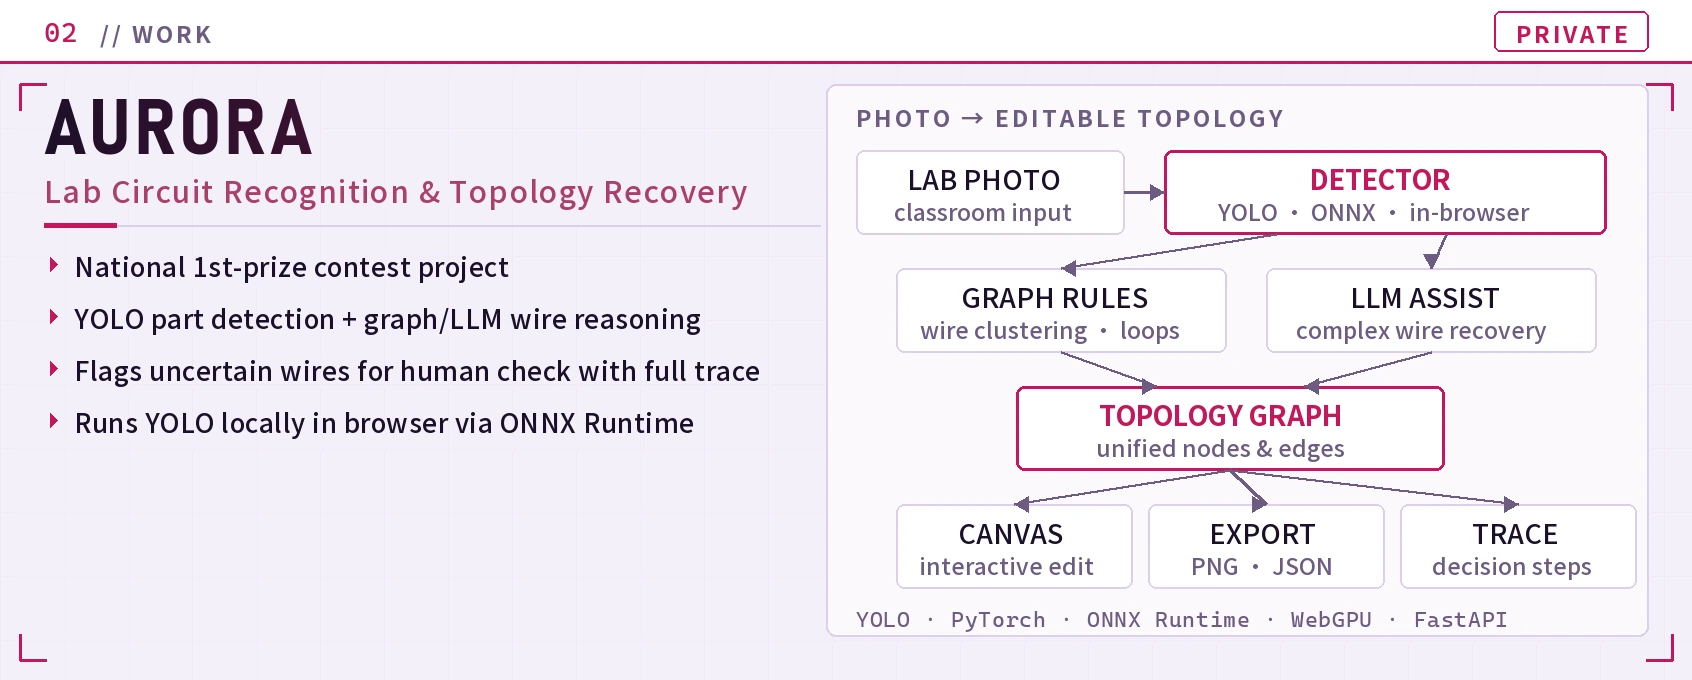 02 // WORK
PRIVATE
AURORA
Lab Circuit Recognition & Topology Recovery
National 1st-prize contest project
YOLO part detection + graph/LLM wire reasoning
Flags uncertain wires for human check with full trace
Runs YOLO locally in browser via ONNX Runtime
PHOTO → EDITABLE TOPOLOGY
LAB PHOTO
classroom input
DETECTOR
YOLO · ONNX · in-browser
GRAPH RULES
wire clustering · loops
LLM ASSIST
complex wire recovery
TOPOLOGY GRAPH
unified nodes & edges
CANVAS
interactive edit
EXPORT
PNG · JSON
TRACE
decision steps
YOLO · PyTorch · ONNX Runtime · WebGPU · FastAPI